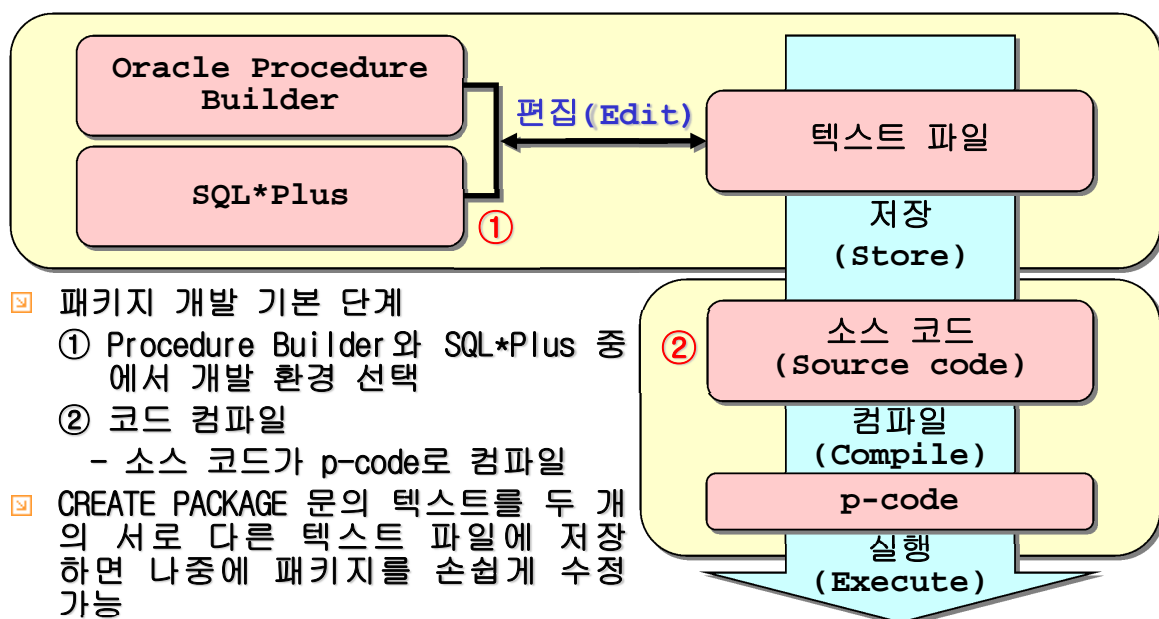 Oracle Procedure
Builder
SQL*Plus
①
편집(Edit)
텍스트 파일
저장
(Store)
②
소스 코드
(Source code)
컴파일
(Compile)
p-code
실행
(Execute)
패키지 개발 기본 단계
① Procedure Builder와 SQL*Plus 중
에서 개발 환경 선택
② 코드 컴파일
- 소스 코드가 p-code로 컴파일
CREATE PACKAGE 문의 텍스트를 두 개
의 서로 다른 텍스트 파일에 저장
하면 나중에 패키지를 손쉽게 수정
가능